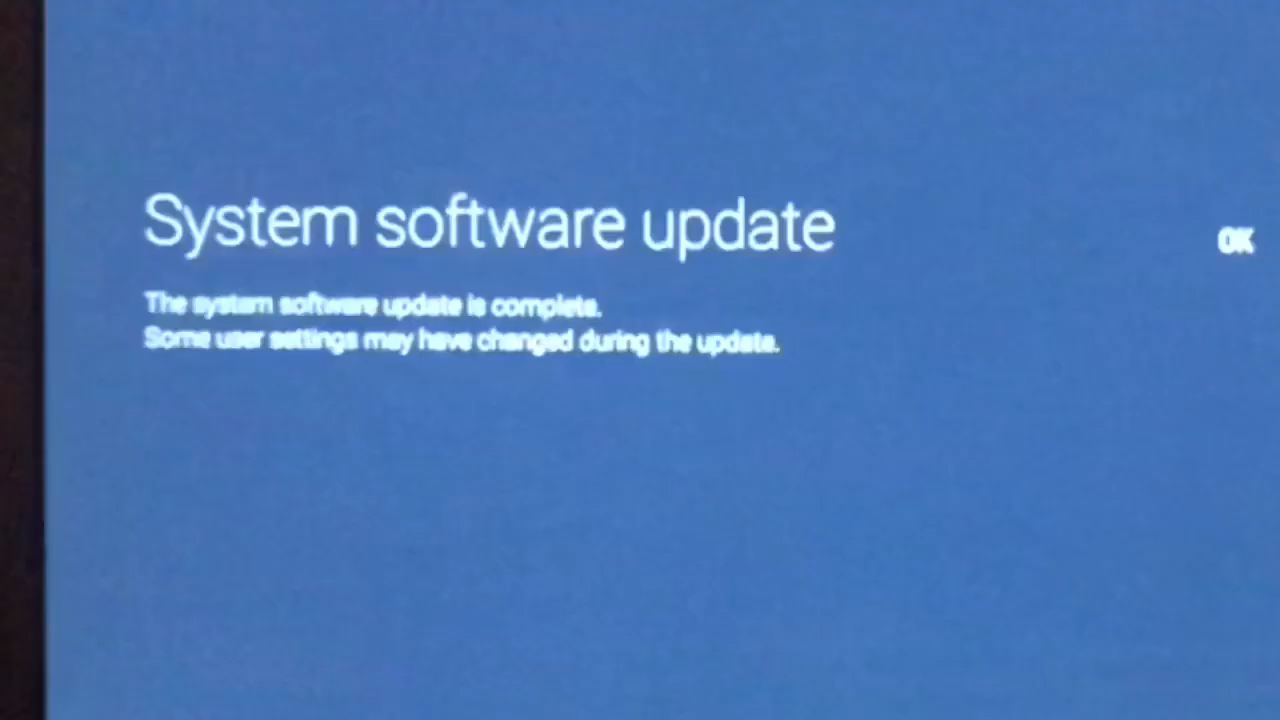 System software update
OK
The system software update is complete.
Some user settings may have changed during the update.